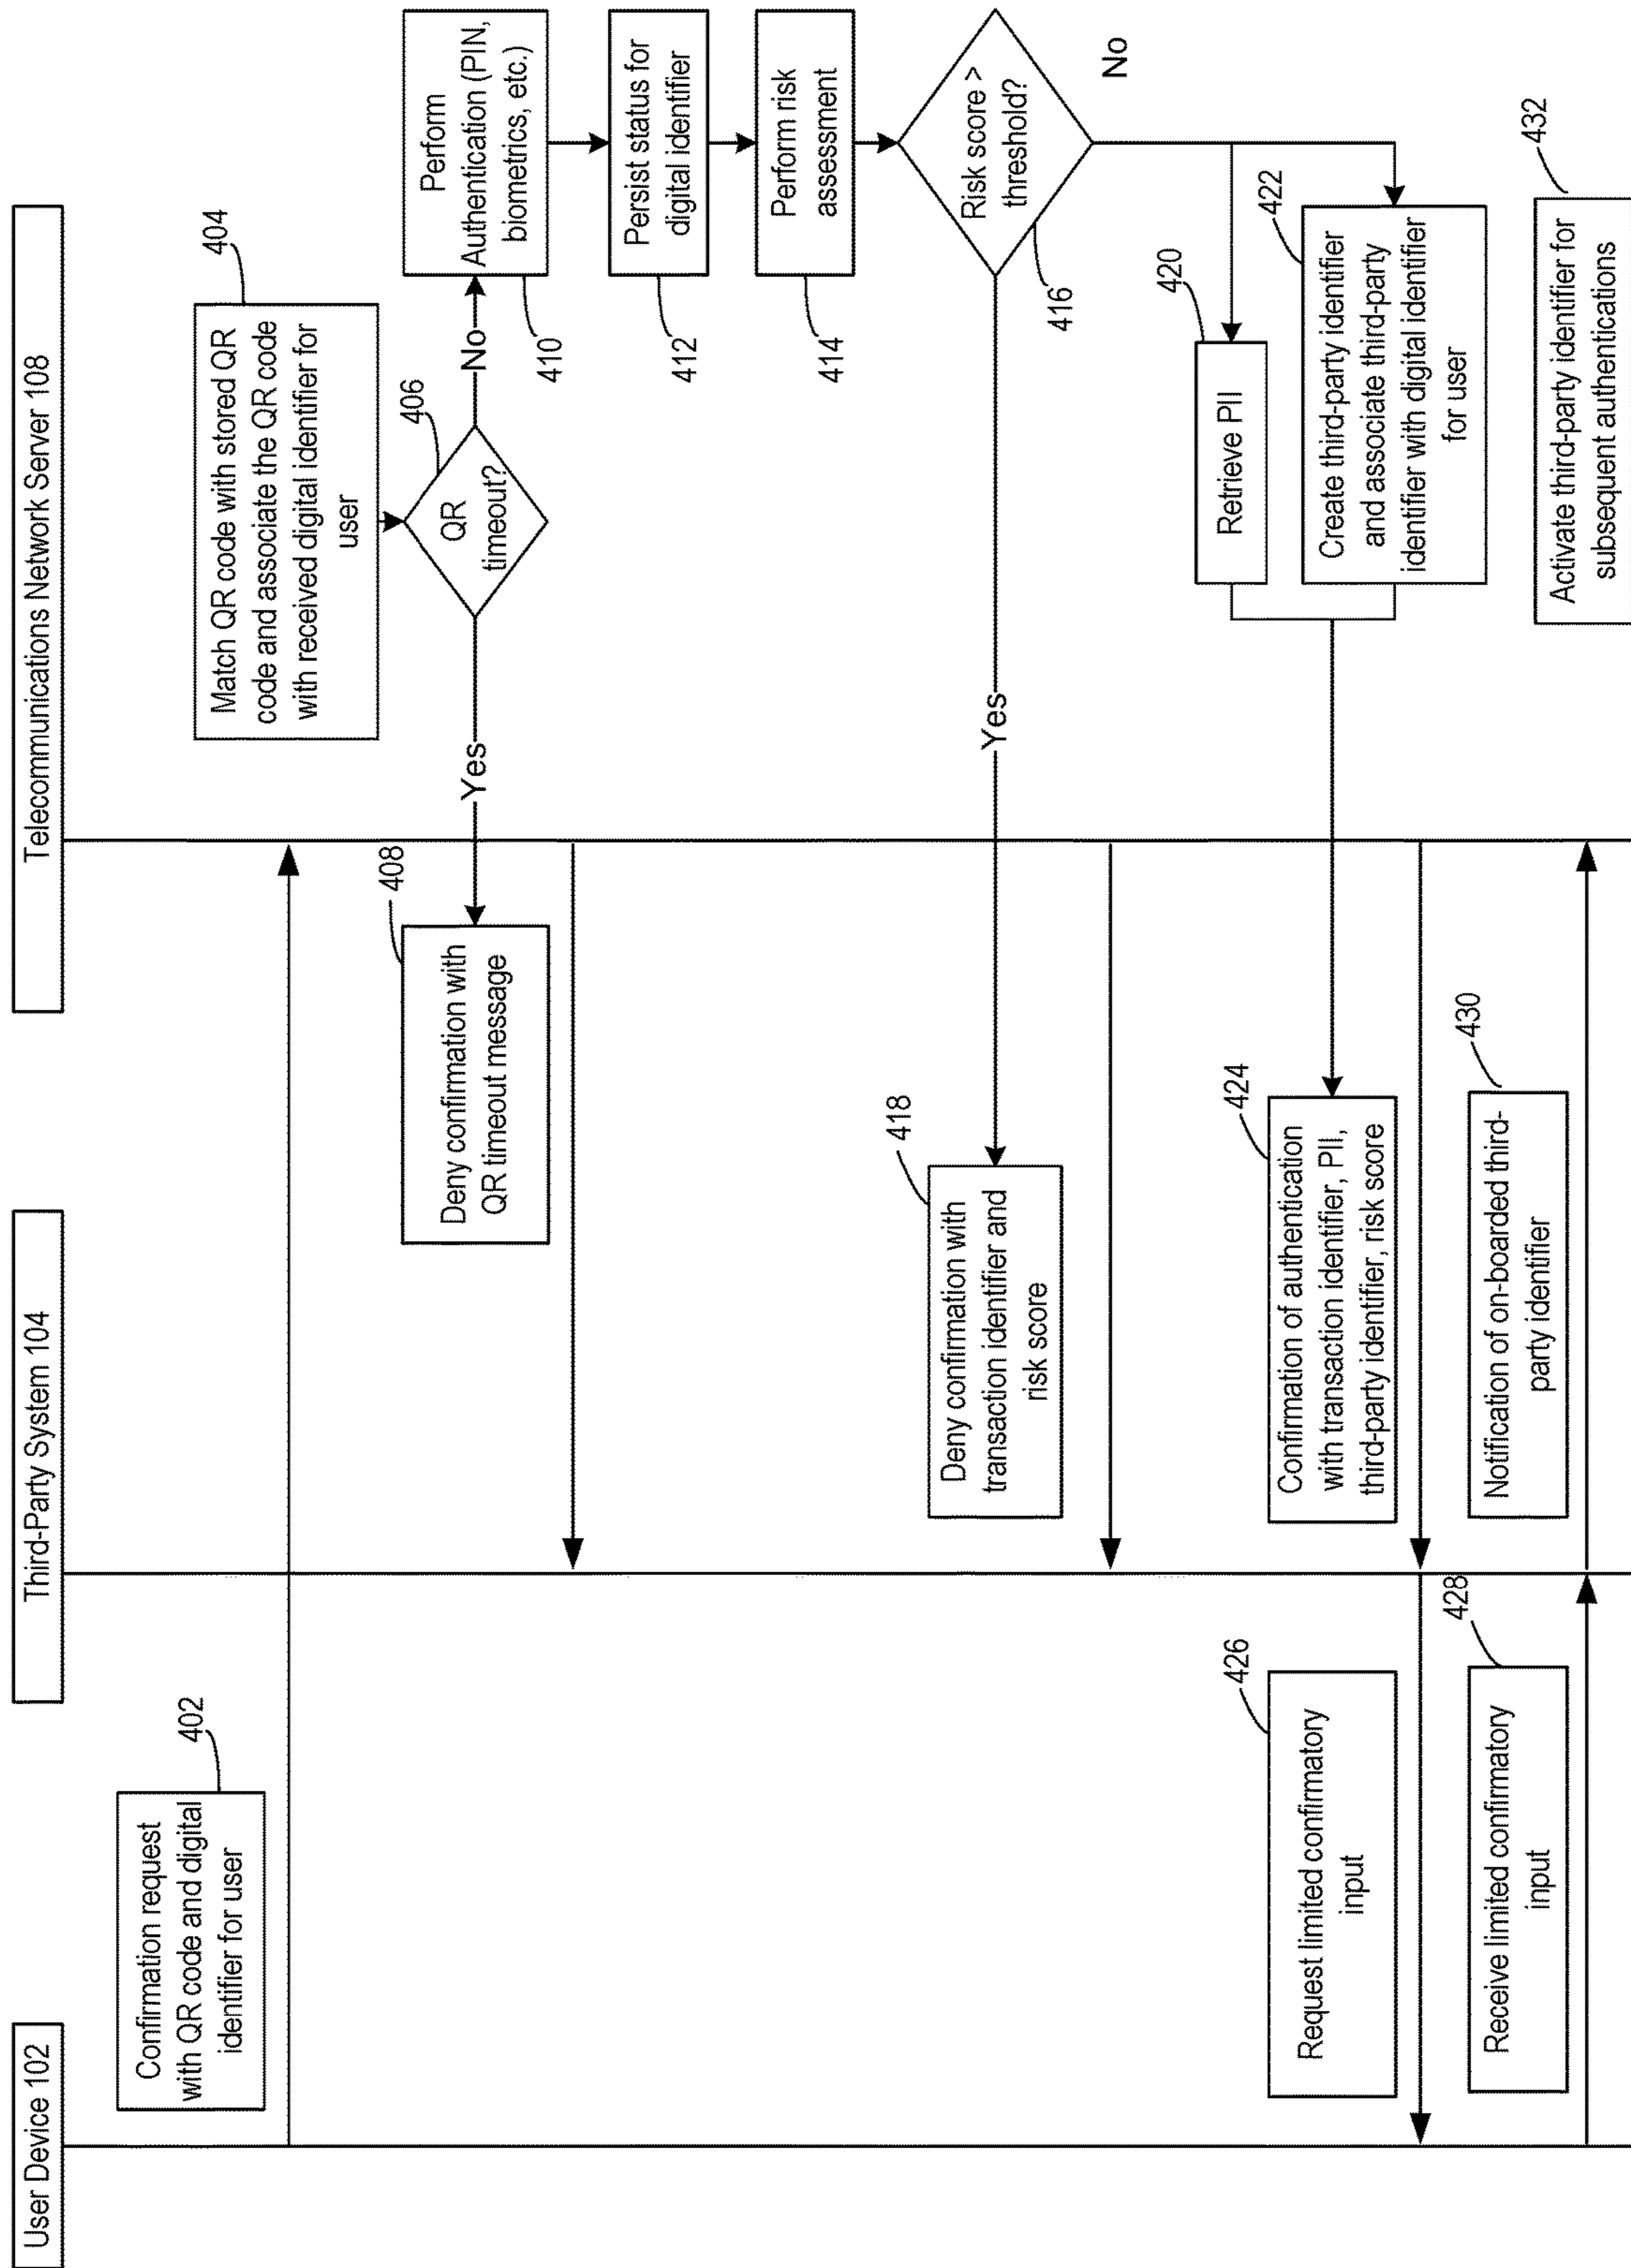 User Device 102
Third-Party System 104
Telecommunications Network Server 108
Confirmation request
with QR code and digital
identifier for user
402
404
Match QR code with stored QR
code and associate the QR code
with received digital identifier for
user
406
QR
timeout?
Yes
No
408
Deny confirmation with
QR timeout message
Perform
Authentication (PIN,
biometrics, etc.)
410
Persist status for
digital identifier
412
Perform risk
assessment
414
Risk score >
threshold?
416
Yes
No
418
Deny confirmation with
transaction identifier and
risk score
420
Retrieve PII
422
Create third-party identifier
and associate third-party
identifier with digital identifier
for user
424
Confirmation of authentication
with transaction identifier, PII,
third-party identifier, risk score
426
Request limited confirmatory
input
428
Receive limited confirmatory
input
430
Notification of on-boarded third-
party identifier
432
Activate third-party identifier for
subsequent authentications